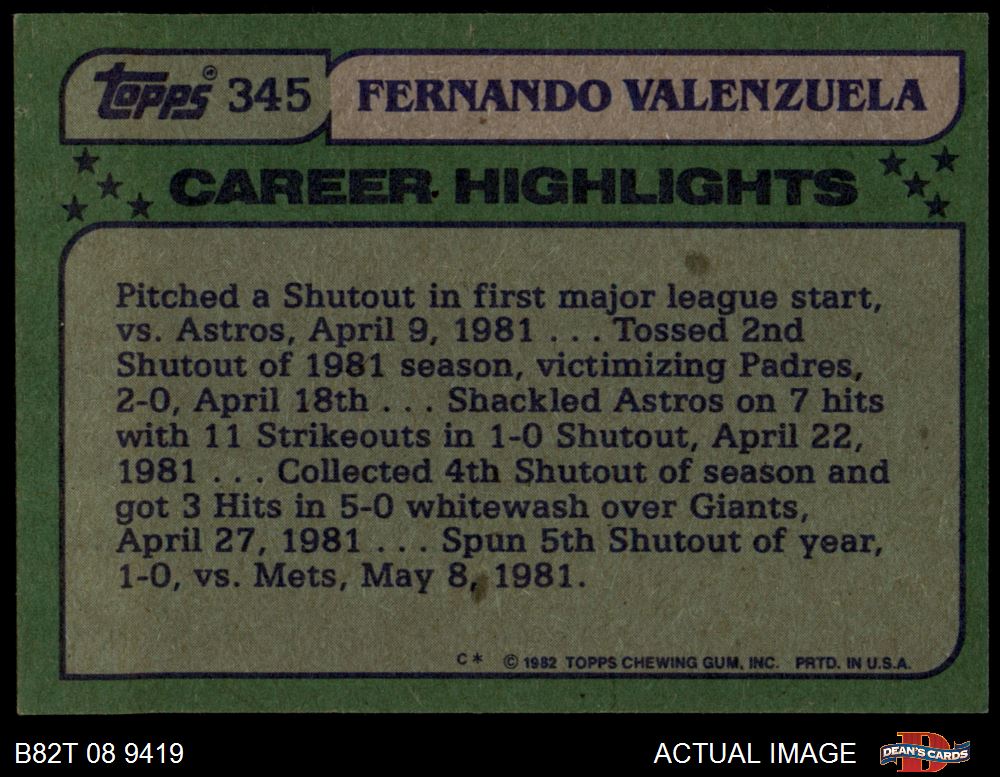 topps® 345 FERNANDO VALENZUELA
CAREER HIGHLIGHTS
Pitched a Shutout in first major league start,
vs. Astros, April 9, 1981 . . . Tossed 2nd
Shutout of 1981 season, victimizing Padres,
2-0, April 18th . . . Shackled Astros on 7 hits
with 11 Strikeouts in 1-0 Shutout, April 22,
1981 . . . Collected 4th Shutout of season and
got 3 Hits in 5-0 whitewash over Giants,
April 27, 1981 . . . Spun 5th Shutout of year,
1-0, vs. Mets, May 8, 1981.
C* © 1982 TOPPS CHEWING GUM, INC. PRTD. IN U.S.A.
B82T 08 9419 ACTUAL IMAGE DEAN'S CARDS